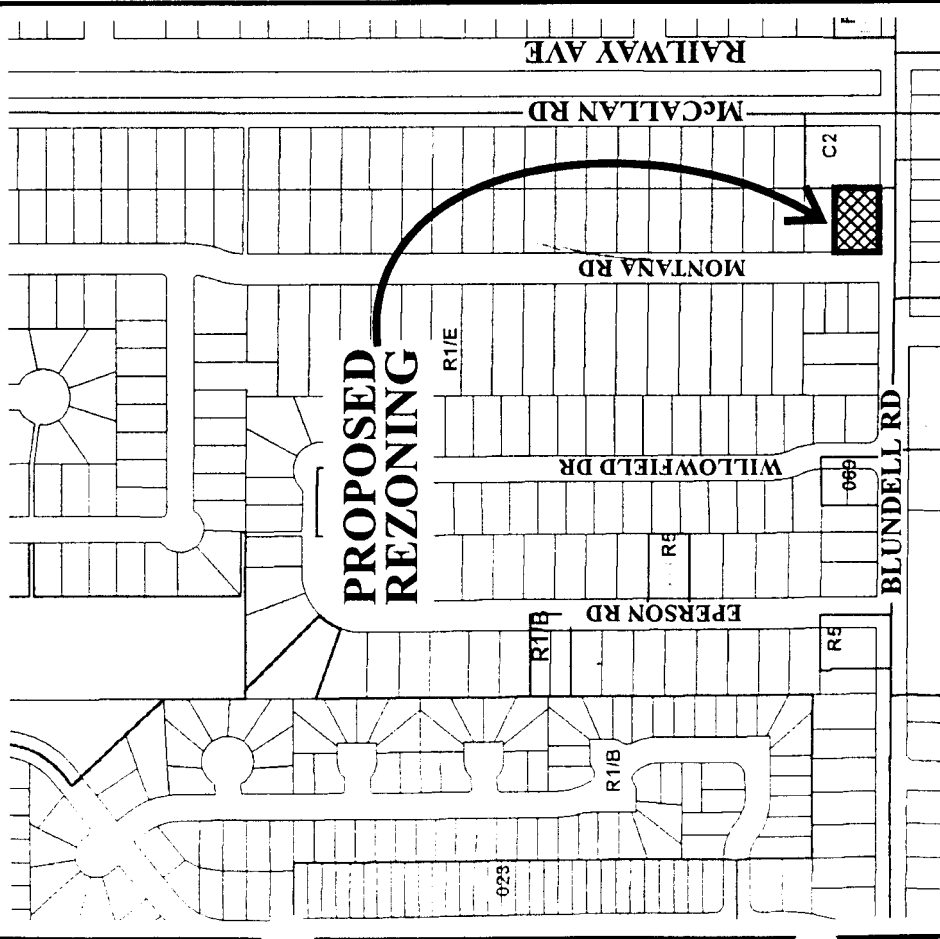 RAILWAY AVE
McCALLAN RD
C2
MONTANA RD
PROPOSED
REZONING
R1/E
WILLOWFIELD DR
069
BLUNDELL RD
R5
EPERSON RD
R1/B
R5
R1/B
023